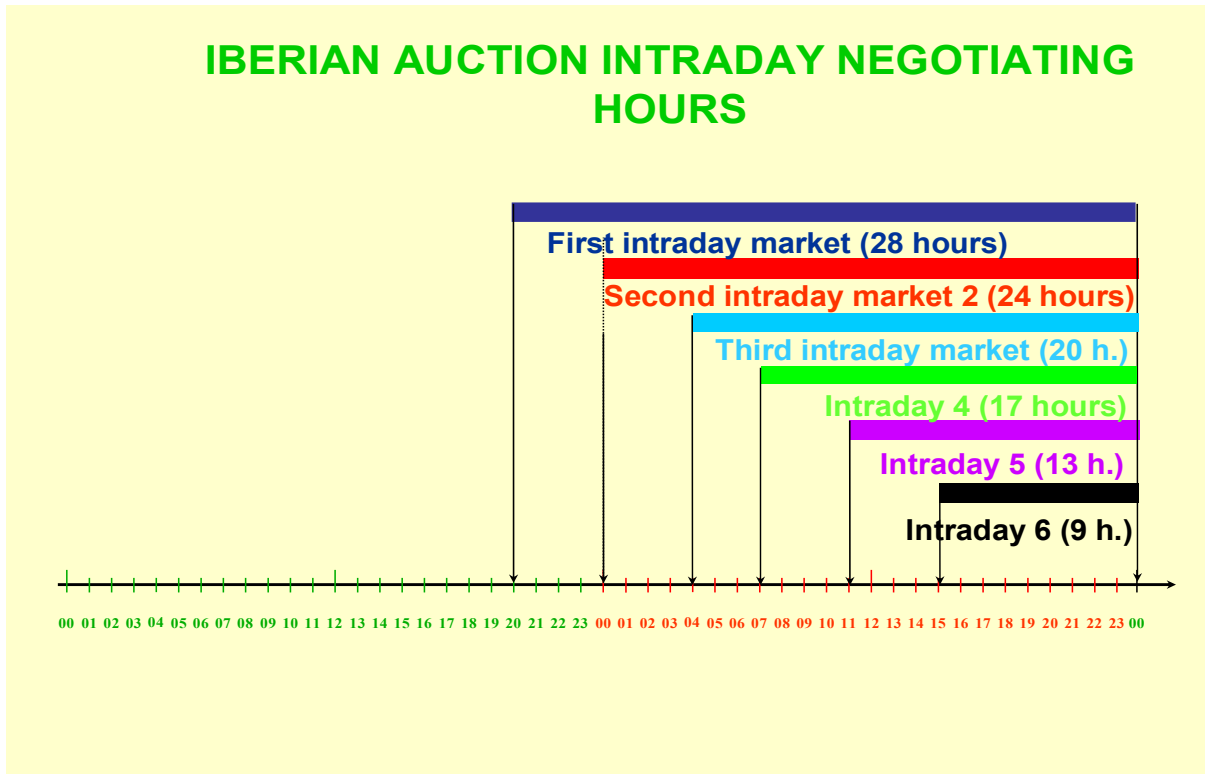 IBERIAN AUCTION INTRADAY NEGOTIATING
HOURS
First intraday market (28 hours)
Second intraday market 2 (24 hours)
Third intraday market (20 h.)
Intraday 4 (17 hours)
Intraday 5 (13 h.)
Intraday 6 (9 h.)
00 01 02 03 04 05 06 07 08 09 10 11 12 13 14 15 16 17 18 19 20 21 22 23 00 01 02 03 04 05 06 07 08 09 10 11 12 13 14 15 16 17 18 19 20 21 22 23 00